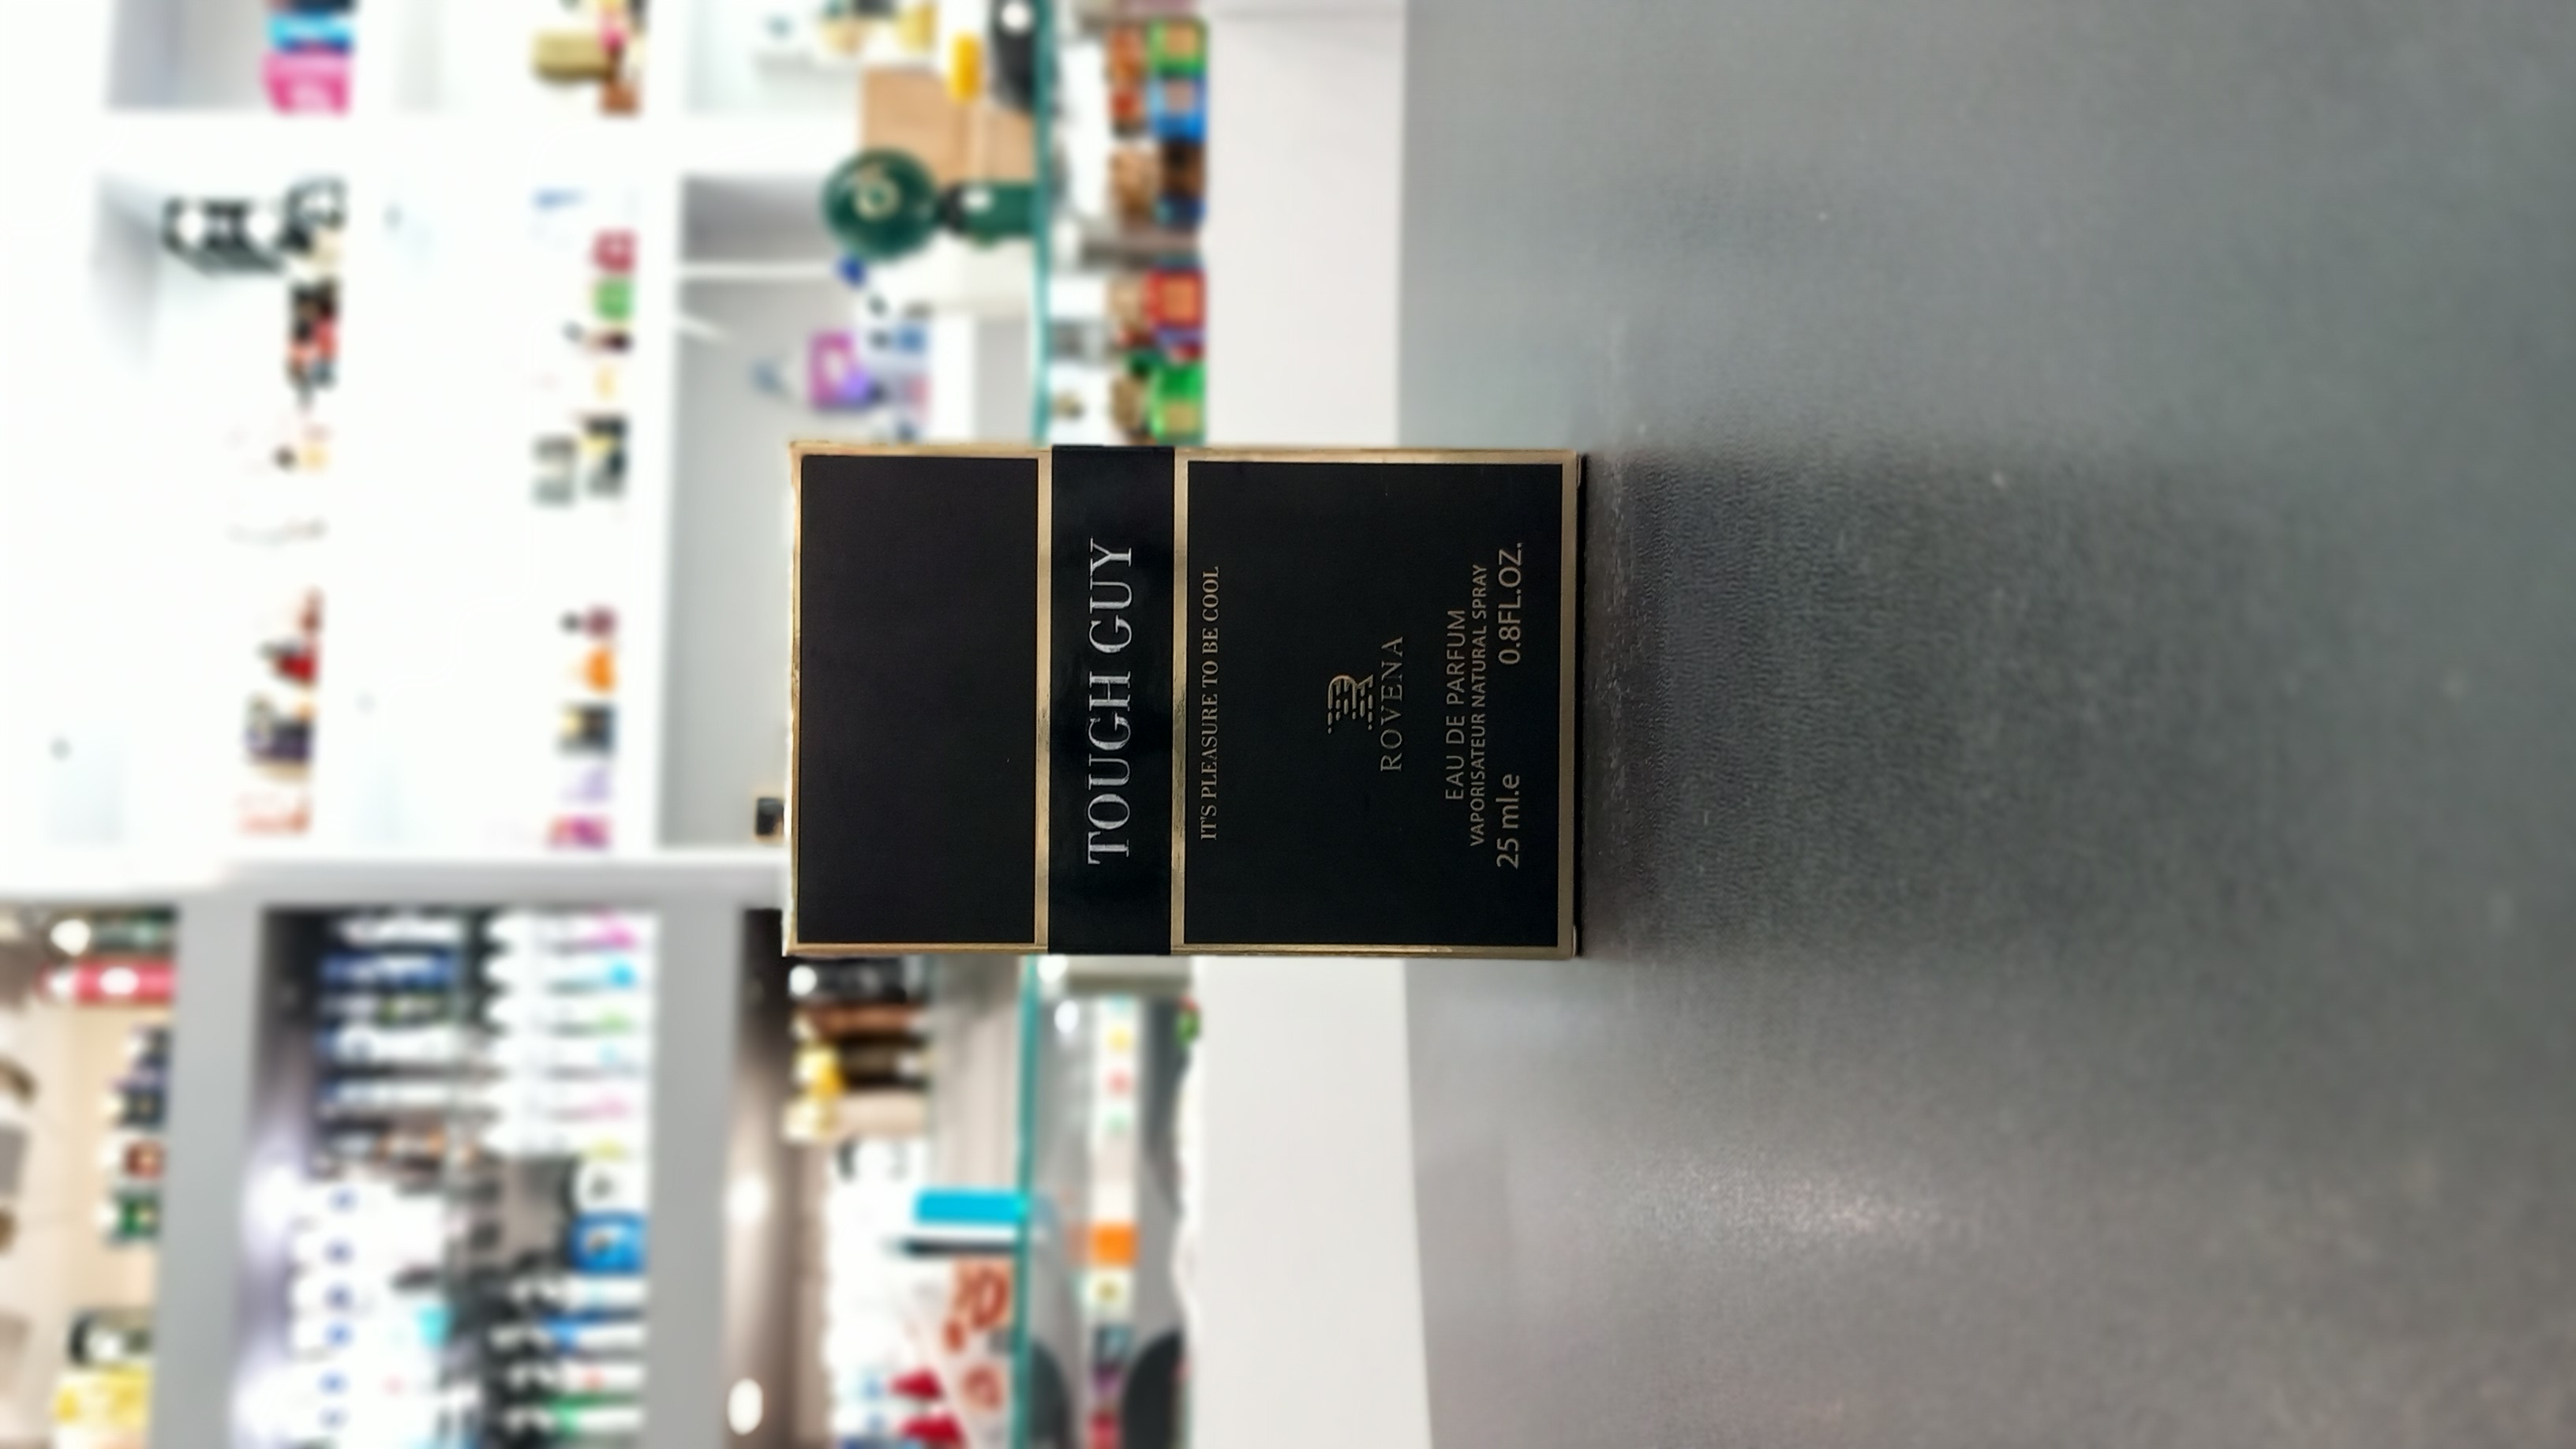 TOUGH GUY
IT'S PLEASURE TO BE COOL
ROVENA
EAU DE PARFUM
VAPORISATEUR NATURAL SPRAY
25 ml.e 0.8FL.OZ.